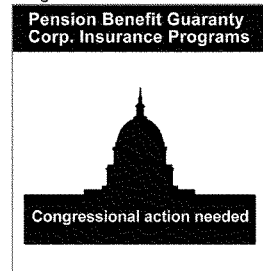 Pension Benefit Guaranty
Corp. Insurance Programs
Congressional action needed